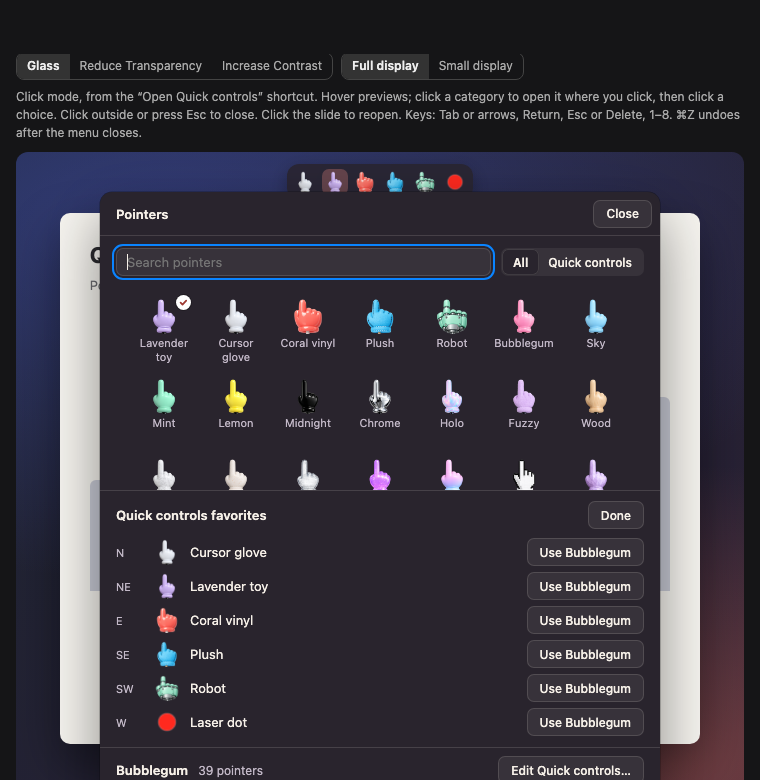 Glass Reduce Transparency Increase Contrast Full display Small display
Click mode, from the “Open Quick controls” shortcut. Hover previews; click a category to open it where you click, then click a
choice. Click outside or press Esc to close. Click the slide to reopen. Keys: Tab or arrows, Return, Esc or Delete, 1–8. ⌘Z undoes
after the menu closes.
Pointers Close
Search pointers All Quick controls
Lavender toy Cursor glove Coral vinyl Plush Robot Bubblegum Sky
Mint Lemon Midnight Chrome Holo Fuzzy Wood
Quick controls favorites Done
N Cursor glove Use Bubblegum
NE Lavender toy Use Bubblegum
E Coral vinyl Use Bubblegum
SE Plush Use Bubblegum
SW Robot Use Bubblegum
W Laser dot Use Bubblegum
Bubblegum 39 pointers Edit Quick controls...